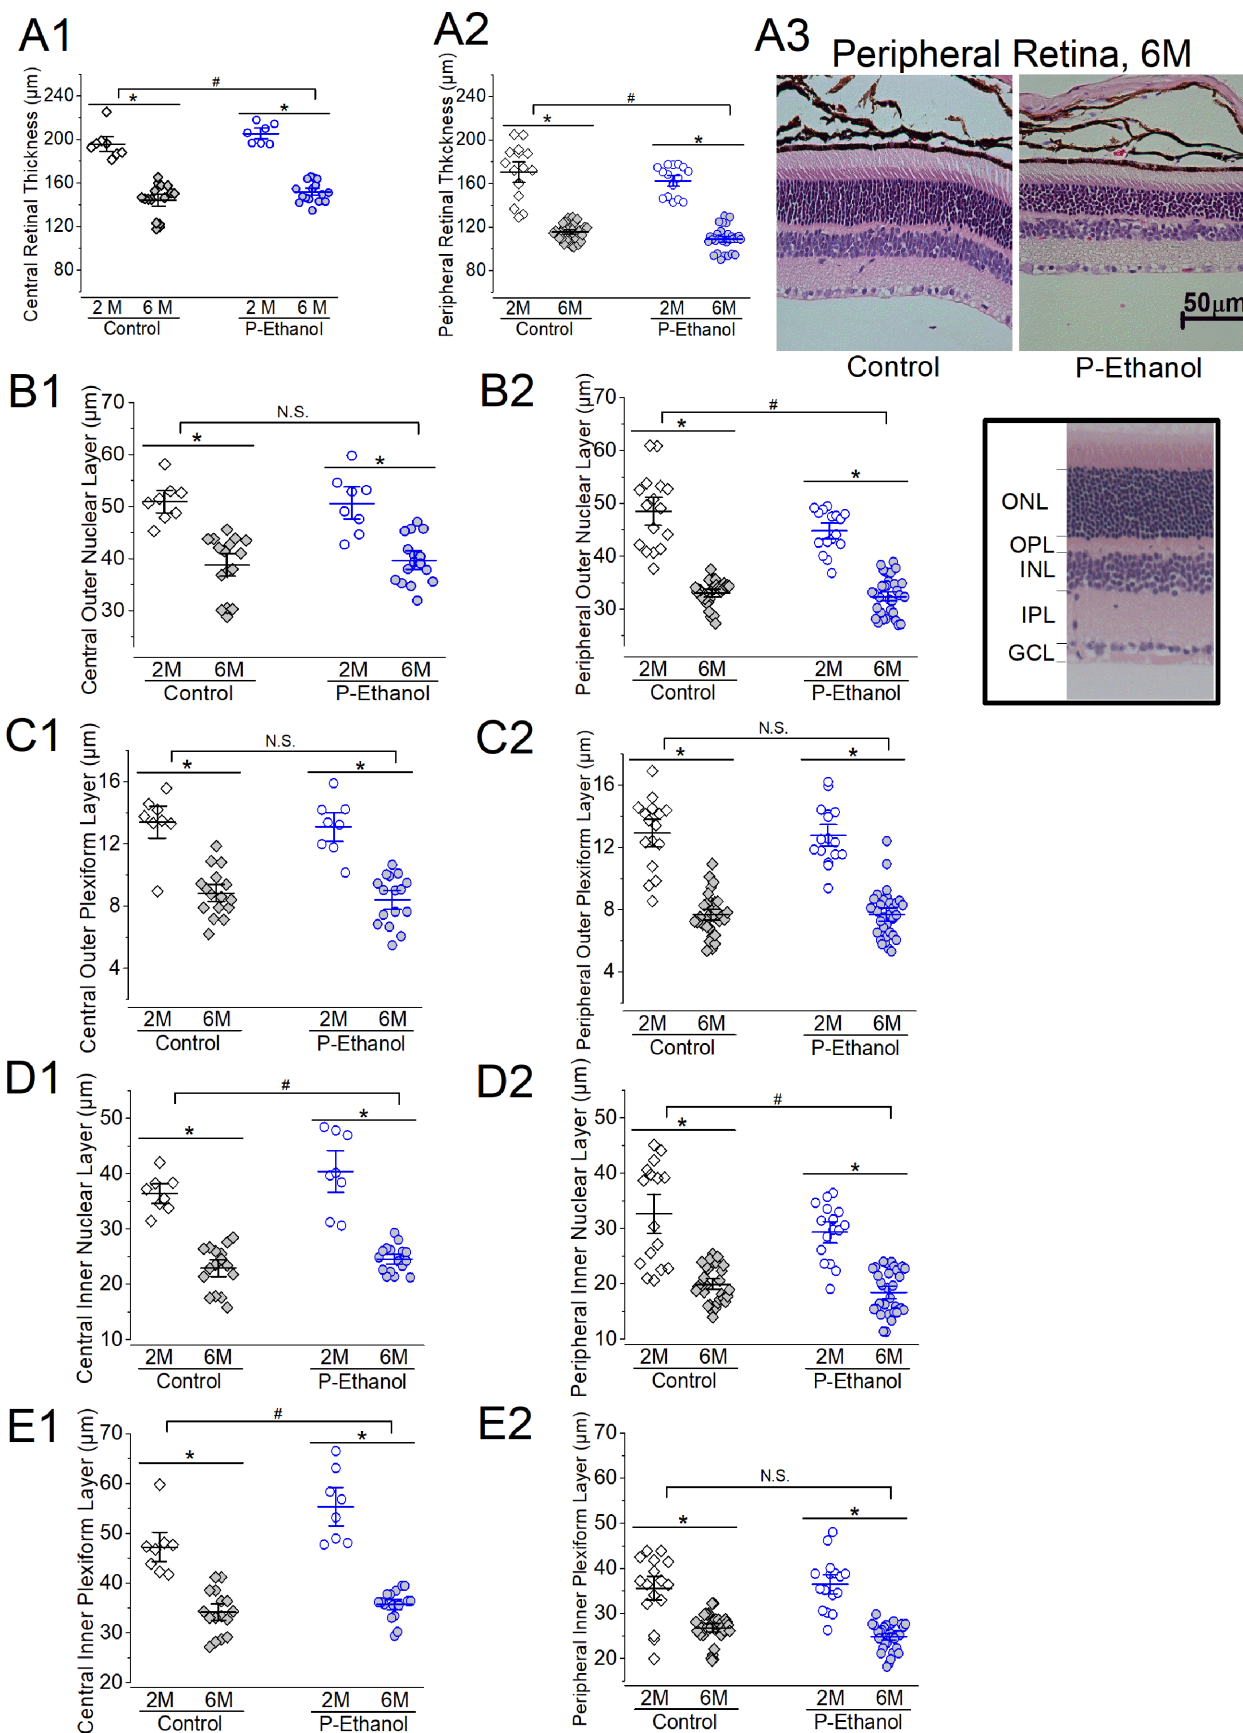 A1
Central Retinal Thickness (µm)
240
200
160
120
80
#
*
*
2 M 6 M 2 M 6M
Control P-Ethanol
A2
Peripheral Retinal Thkckness (µm)
240
200
160
120
80
#
*
*
2M 6M 2M 6M
Control P-Ethanol
A3
Peripheral Retina, 6M
50µm
Control P-Ethanol
B1
Central Outer Nuclear Layer (µm)
70
60
50
40
30
N.S.
*
*
2M 6M 2M 6M
Control P-Ethanol
B2
Peripheral Outer Nuclear Layer (µm)
70
60
50
40
30
#
*
*
2M 6M 2M 6M
Control P-Ethanol
ONL
OPL
INL
IPL
GCL
C1
Central Outer Plexiform Layer (µm)
16
12
8
4
N.S.
*
*
2M 6M 2M 6M
Control P-Ethanol
C2
Peripheral Outer Plexiform Layer (µm)
16
12
8
4
N.S.
*
*
2M 6M 2M 6M
Control P-Ethanol
D1
Central Inner Nuclear Layer (µm)
50
40
30
20
10
#
*
*
2M 6M 2M 6M
Control P-Ethanol
D2
Peripheral Inner Nuclear Layer (µm)
50
40
30
20
10
#
*
*
2M 6M 2M 6M
Control P-Ethanol
E1
Central Inner Plexiform Layer (µm)
70
60
50
40
30
20
#
*
*
2M 6M 2M 6M
Control P-Ethanol
E2
Peripheral Inner Plexiform Layer (µm)
70
60
50
40
30
20
N.S.
*
*
2M 6M 2M 6M
Control P-Ethanol